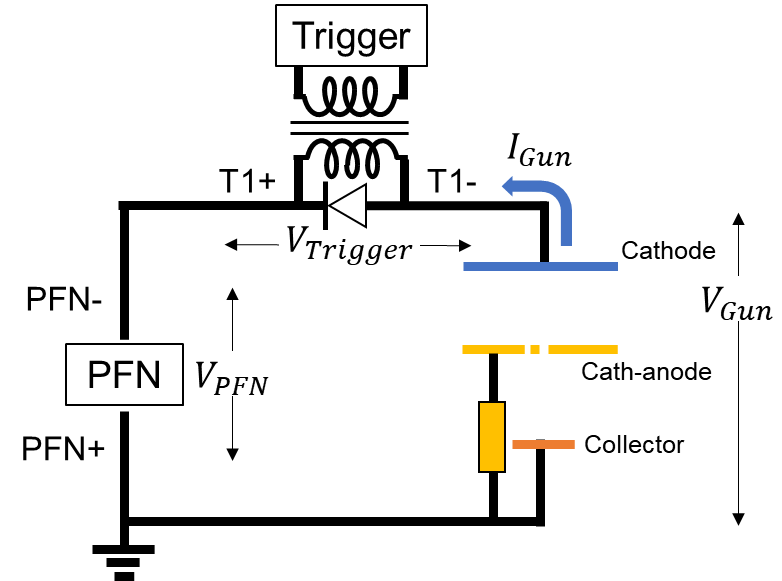 Trigger
T1+
T1-
I_Gun
V_Trigger
Cathode
PFN-
V_Gun
PFN
V_PFN
Cath-anode
PFN+
Collector